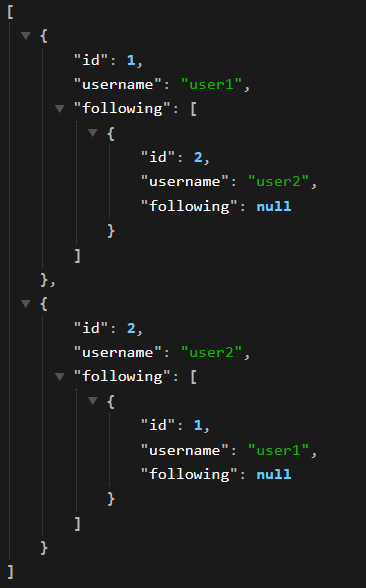 [
{
"id": 1,
"username": "user1",
"following": [
{
"id": 2,
"username": "user2",
"following": null
}
]
},
{
"id": 2,
"username": "user2",
"following": [
{
"id": 1,
"username": "user1",
"following": null
}
]
}
]